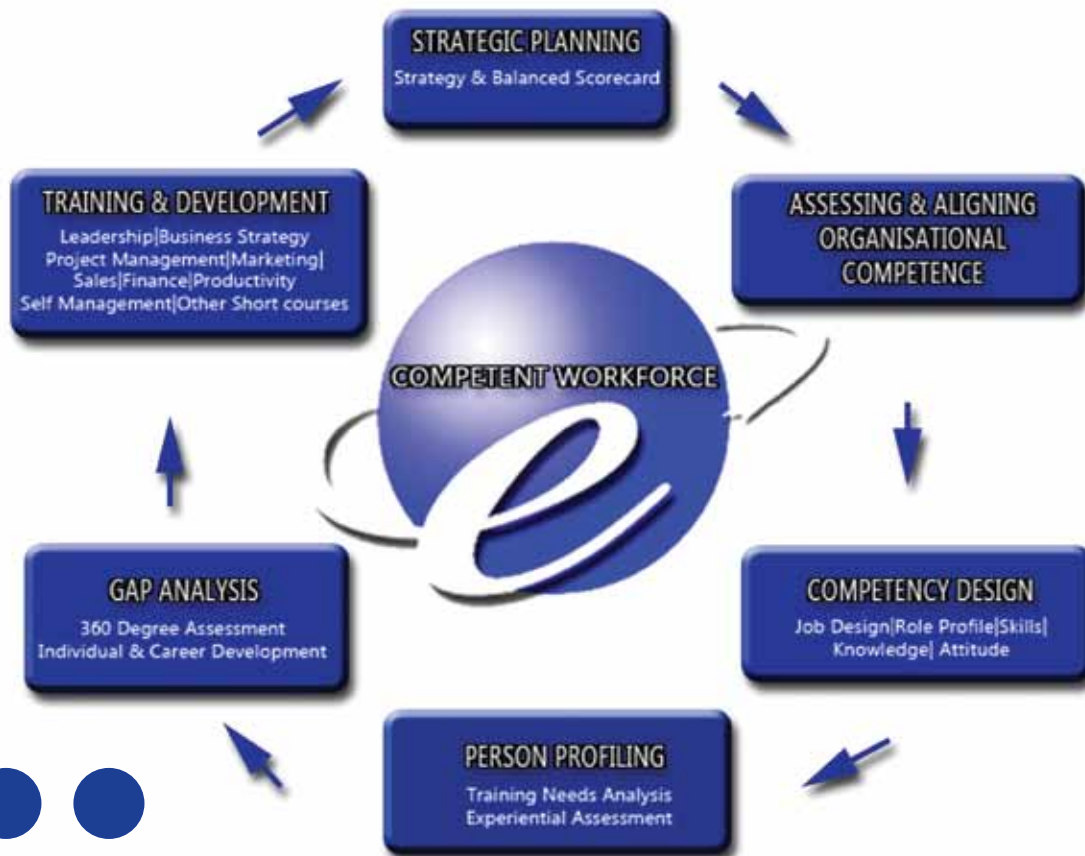 STRATEGIC PLANNING
Strategy & Balanced Scorecard
ASSESSING & ALIGNING
ORGANISATIONAL
COMPETENCE
COMPETENCY DESIGN
Job Design|Role Profile|Skills|
Knowledge| Attitude
PERSON PROFILING
Training Needs Analysis
Experiential Assessment
GAP ANALYSIS
360 Degree Assessment
Individual & Career Development
TRAINING & DEVELOPMENT
Leadership|Business Strategy
Project Management|Marketing|
Sales|Finance|Productivity
Self Management|Other Short courses
COMPETENT WORKFORCE
e